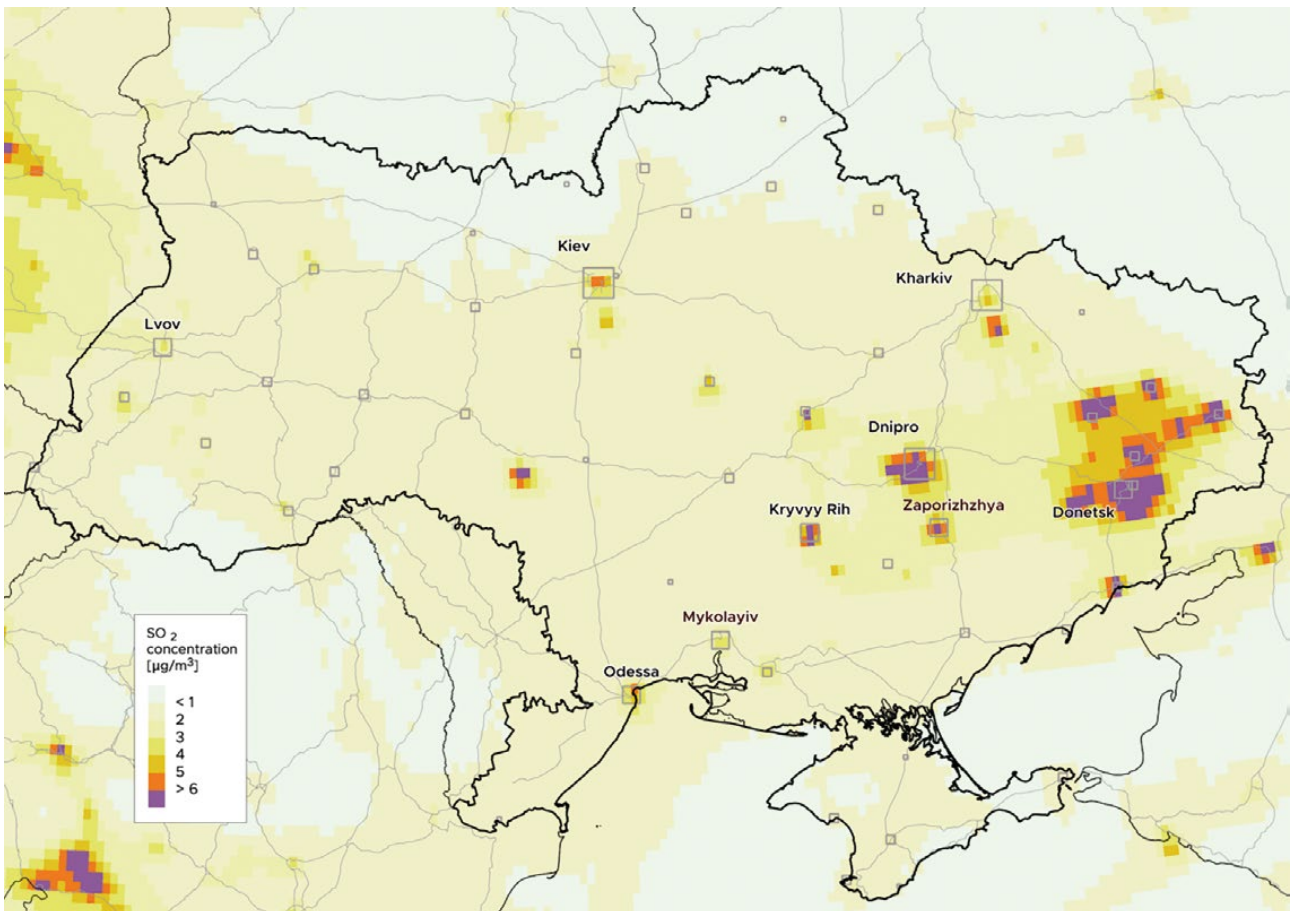 Kiev
Kharkiv
Lvov
Dnipro
Kryvyy Rih
Zaporizhzhya
Donetsk
Mykolayiv
Odessa
SO 2
concentration
[µg/m³]
< 1
2
3
4
5
> 6